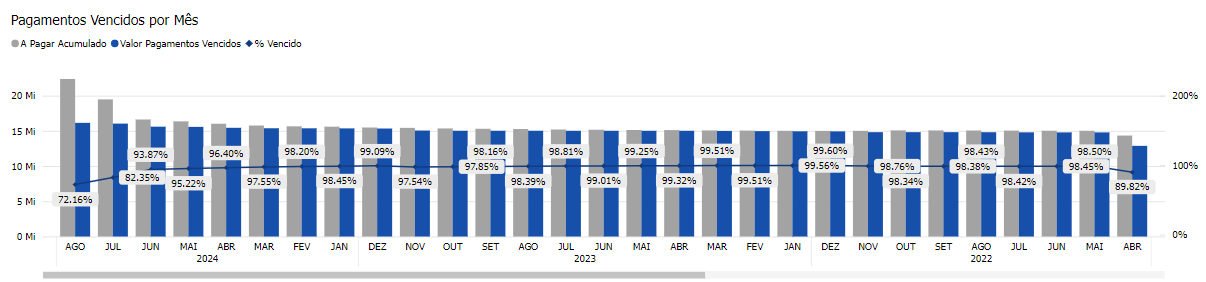 Pagamentos Vencidos por Mês
A Pagar Acumulado Valor Pagamentos Vencidos % Vencido
20 Mi 200%
15 Mi
93.87% 96.40% 98.20% 99.09% 98.16% 98.81% 99.25% 99.51% 99.60% 98.43% 98.50%
10 Mi 82.35% 97.85% 99.56% 98.76% 98.38% 98.45% 100%
95.22% 97.55% 98.45% 97.54% 98.39% 99.01% 99.32% 99.51% 98.34% 98.42% 89.82%
72.16%
5 Mi
0 Mi 0%
AGO JUL JUN MAI ABR MAR FEV JAN DEZ NOV OUT SET AGO JUL JUN MAI ABR MAR FEV JAN DEZ NOV OUT SET AGO JUL JUN MAI ABR
2024 2023 2022